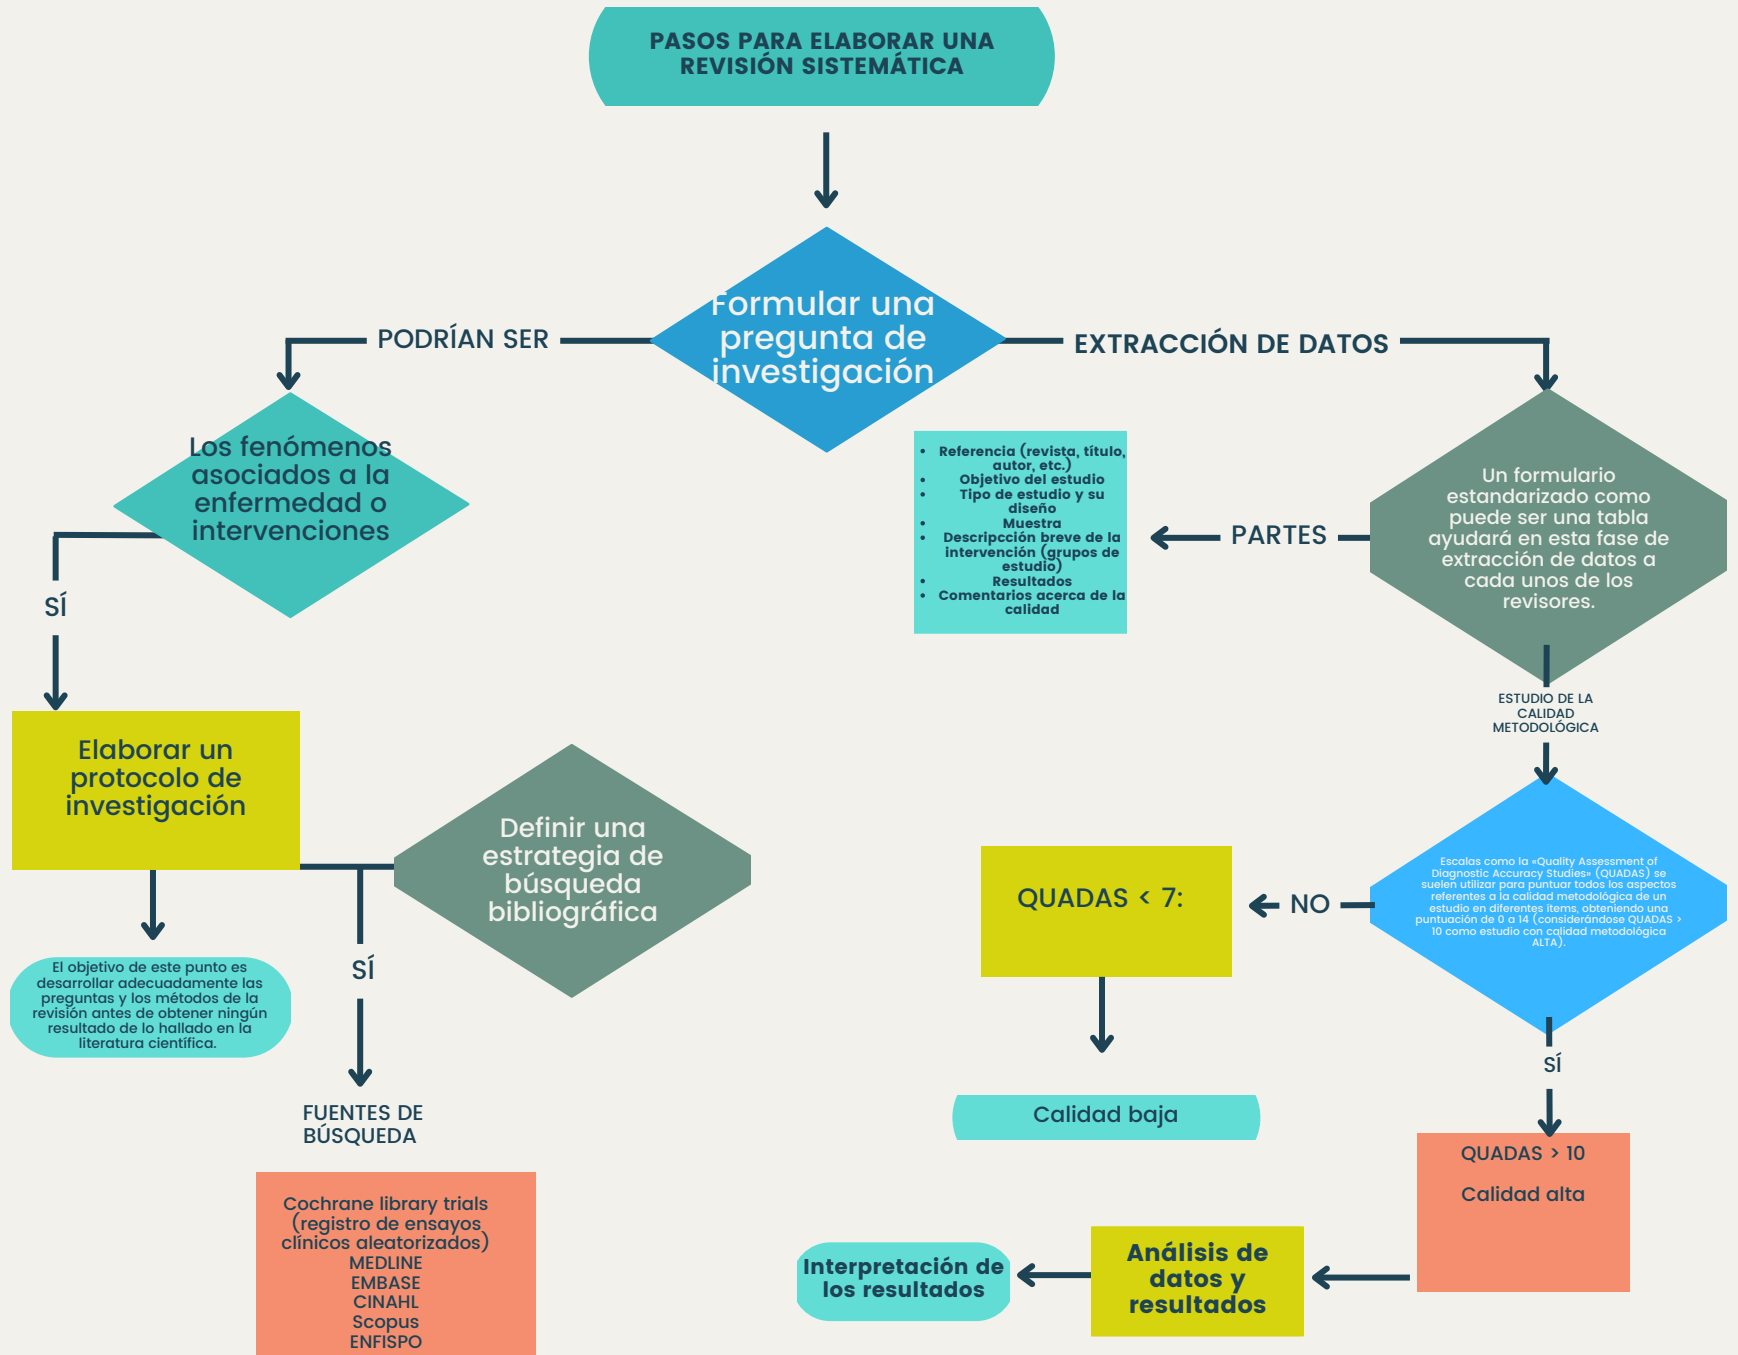 PASOS PARA ELABORAR UNA
REVISIÓN SISTEMÁTICA
Formular una
pregunta de
investigación
PODRÍAN SER
EXTRACCIÓN DE DATOS
Los fenómenos
asociados a la
enfermedad o
intervenciones
• Referencia (revista, título,
autor, etc.)
• Objetivo del estudio
• Tipo de estudio y su
diseño
• Muestra
• Descripcción breve de la
intervención (grupos de
estudio)
• Resultados
• Comentarios acerca de la
calidad
PARTES
Un formulario
estandarizado como
puede ser una tabla
ayudará en esta fase de
extracción de datos a
cada unos de los
revisores.
SÍ
ESTUDIO DE LA
CALIDAD
METODOLÓGICA
Elaborar un
protocolo de
investigación
Definir una
estrategia de
búsqueda
bibliográfica
QUADAS < 7:
NO
Escalas como la «Quality Assessment of
Diagnostic Accuracy Studies» (QUADAS) se
suelen utilizar para puntuar todos los aspectos
referentes a la calidad metodológica de un
estudio en diferentes ítems, obteniendo una
puntuación de 0 a 14 (considerándose QUADAS >
10 como estudio con calidad metodológica
ALTA).
El objetivo de este punto es
desarrollar adecuadamente las
preguntas y los métodos de la
revisión antes de obtener ningún
resultado de lo hallado en la
literatura científica.
SÍ
SÍ
FUENTES DE
BÚSQUEDA
Calidad baja
QUADAS > 10
Calidad alta
Cochrane library trials
(registro de ensayos
clínicos aleatorizados)
MEDLINE
EMBASE
CINAHL
Scopus
ENFISPO
Interpretación de
los resultados
Análisis de
datos y
resultados